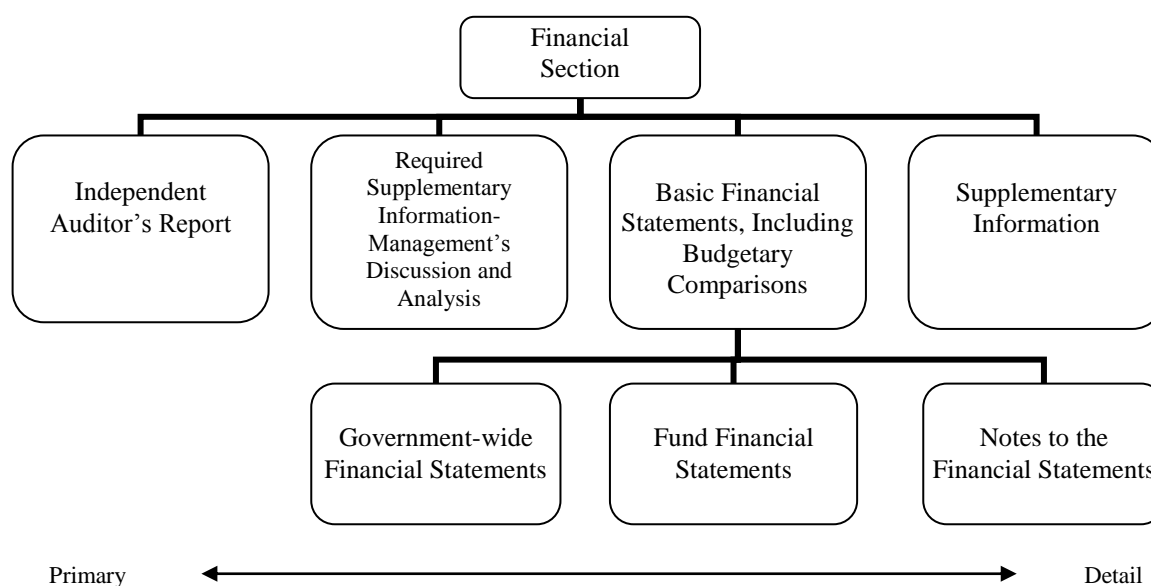 Financial
Section
Independent
Auditor’s Report
Required
Supplementary
Information-
Management’s
Discussion and
Analysis
Basic Financial
Statements, Including
Budgetary
Comparisons
Supplementary
Information
Government-wide
Financial Statements
Fund Financial
Statements
Notes to the
Financial Statements
Primary
Detail